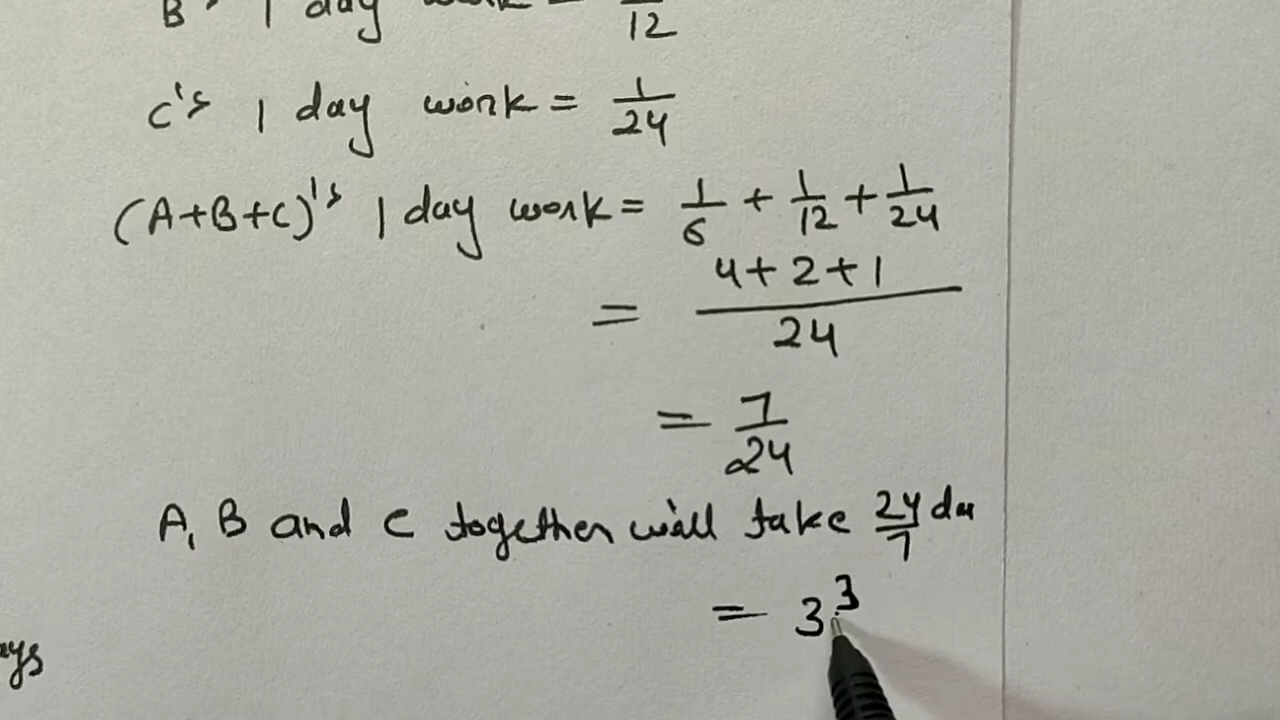 B's 1 day work = /12
C's 1 day work = 1/24
(A+B+C)'s 1 day work = 1/6 + 1/12 + 1/24
= 4+2+1/24
= 7/24
A, B and C together will take 24/7 da
= 3 3
ays